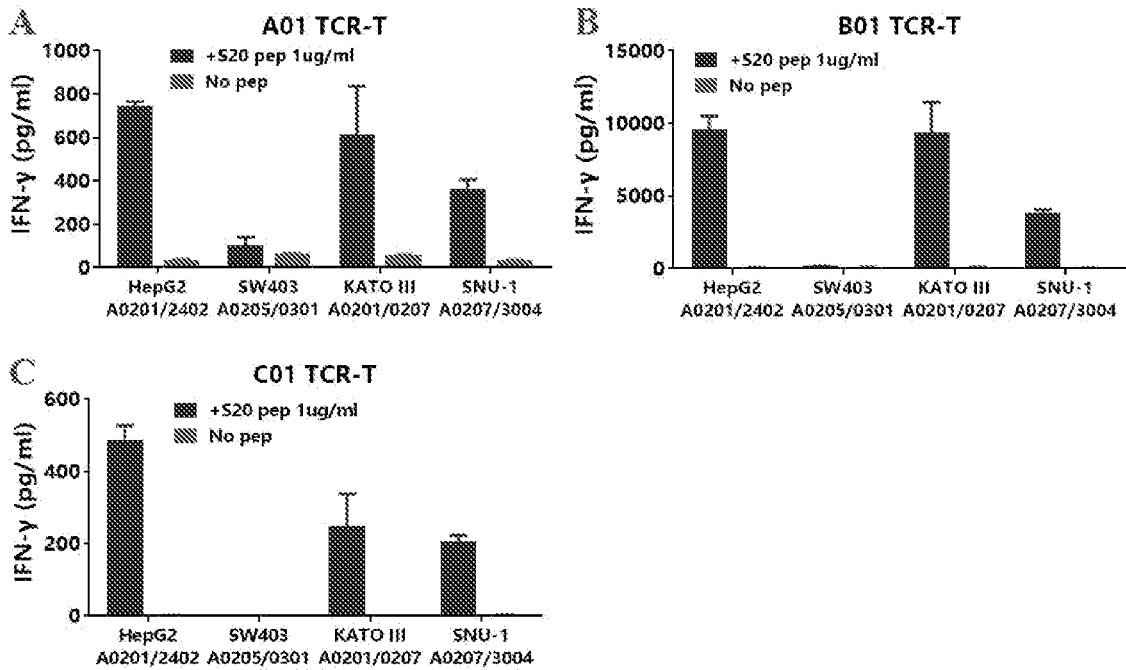 A
A01 TCR-T
IFN-γ (pg/ml)
1000
800
600
400
200
0
+S20 pep 1ug/ml
No pep
HepG2 SW403 KATO III SNU-1
A0201/2402 A0205/0301 A0201/0207 A0207/3004
B
B01 TCR-T
IFN-γ (pg/ml)
15000
10000
5000
0
+S20 pep 1ug/ml
No pep
HepG2 SW403 KATO III SNU-1
A0201/2402 A0205/0301 A0201/0207 A0207/3004
C
C01 TCR-T
IFN-γ (pg/ml)
600
400
200
0
+S20 pep 1ug/ml
No pep
HepG2 SW403 KATO III SNU-1
A0201/2402 A0205/0301 A0201/0207 A0207/3004